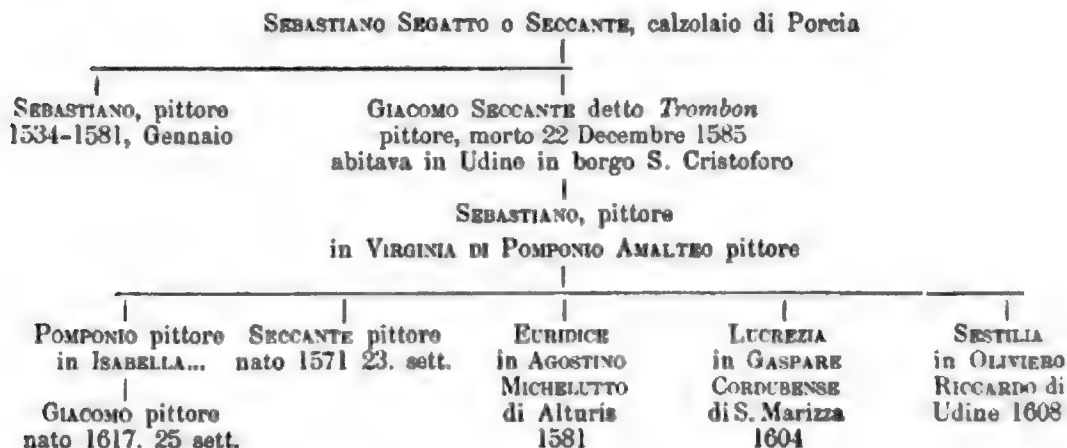 SEBASTIANO SEGATTO o SECCANTE, calzolaio di Porcia
SEBASTIANO, pittore
1534-1581, Gennaio
GIACOMO SECCANTE detto Trombon
pittore, morto 22 Decembre 1585
abitava in Udine in borgo S. Cristoforo
SEBASTIANO, pittore
in VIRGINIA DI POMPONIO AMALTEO pittore
POMPONIO pittore
in ISABELLA...
GIACOMO pittore
nato 1617. 25 sett.
SECCANTE pittore
nato 1571 23. sett.
EURIDICE
in AGOSTINO
MICHELUTTO
di Alturis
1581
LUCREZIA
in GASPARE
CORDUBENSE
di S. Marizza
1604
SESTILIA
in OLIVIERO
RICCARDO di
Udine 1608